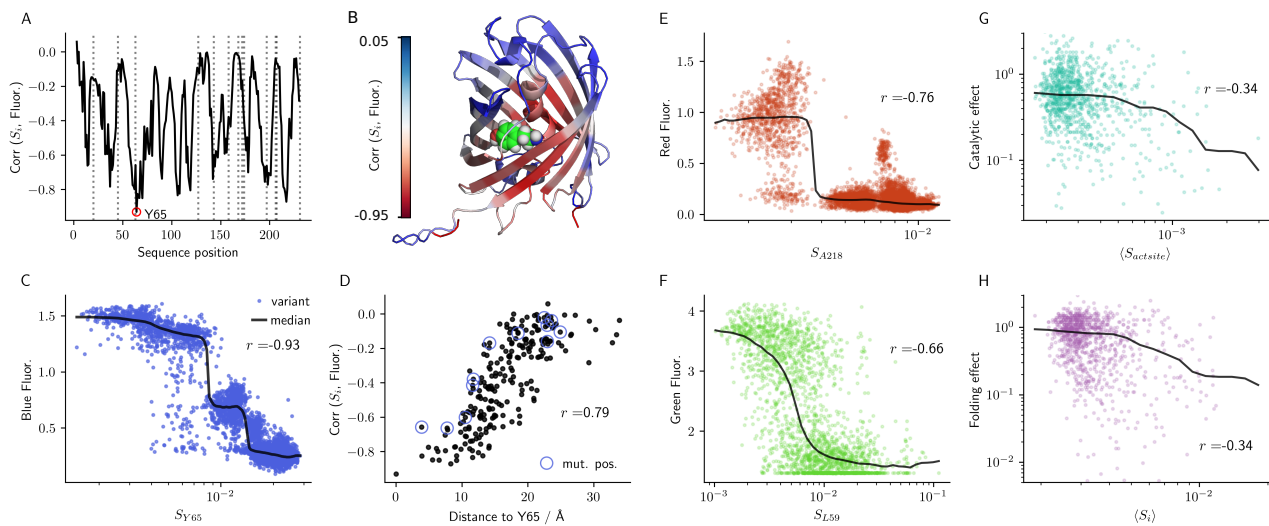 A
Corr (S_i, Fluor.)
0.0
−0.2
−0.4
−0.6
−0.8
Y65
0
50
100
150
200
Sequence position
B
Corr (S_i, Fluor.)
0.05
-0.95
C
variant
median
r=-0.93
Blue Fluor.
1.5
1.0
0.5
10^−2
S_Y65
D
Corr (S_i, Fluor.)
0.0
−0.2
−0.4
−0.6
−0.8
r=0.79
mut. pos.
0
10
20
30
Distance to Y65 / Å
E
r=-0.76
Red Fluor.
1.5
1.0
0.5
0.0
10^−2
S_A218
F
r=-0.66
Green Fluor.
4
3
2
10^−3
10^−2
10^−1
S_L59
G
r=-0.34
Catalytic effect
10^0
10^−1
10^−3
⟨S_actsite⟩
H
r=-0.34
Folding effect
10^0
10^−1
10^−2
10^−2
⟨S_i⟩